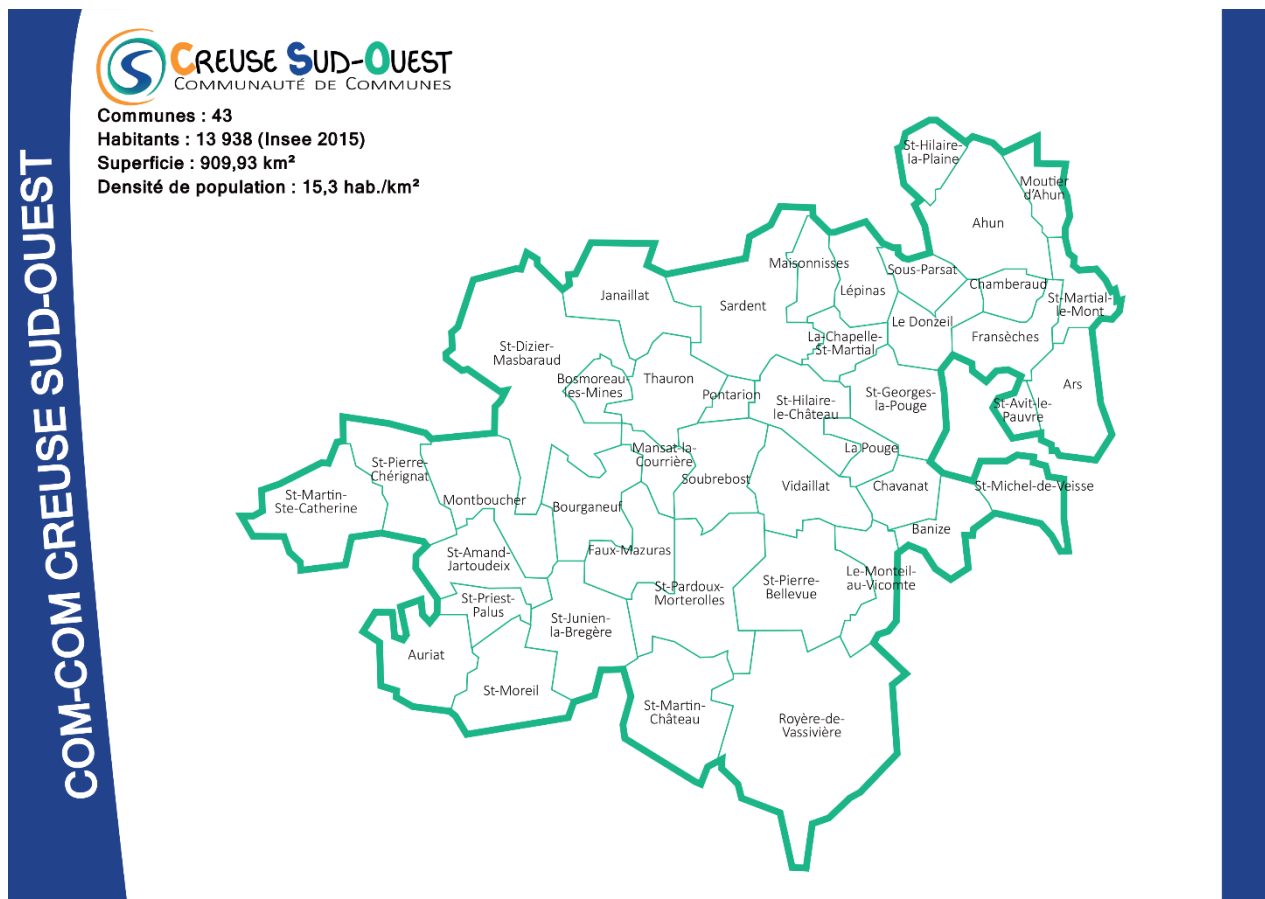 CREUSE SUD-OUEST
COMMUNAUTÉ DE COMMUNES
Communes : 43
Habitants : 13 938 (Insee 2015)
Superficie : 909,93 km²
Densité de population : 15,3 hab./km²
COM-COM CREUSE SUD-OUEST
St-Hilaire-
la-Plaine
Moutier
d'Ahun
Ahun
Maisonnisses
Sous-Parsat
Chamberaud
Lépinas
Janaillat
Sardent
St-Martial-
le-Mont
Le Donzeil
Fransèches
La-Chapelle-
St-Martial
St-Dizier-
Masbaraud
Bosmoreau-
les-Mines
Thauron
Pontarion
St-Hilaire-
le-Château
St-Georges-
la-Pouge
Ars
St-Avit-le-
Pauvre
Mansat-la-
Courrière
La Pouge
St-Pierre-
Chérignat
Soubrebost
Vidaillat
Chavanat
St-Michel-de-Veisse
St-Martin-
Ste-Catherine
Montboucher
Bourganeuf
Banize
St-Amand-
Jartoudeix
Faux-Mazuras
St-Pardoux-
Morterolles
St-Pierre-
Bellevue
Le-Monteil-
au-Vicomte
St-Priest-
Palus
St-Junien-
la-Bregère
Auriat
St-Moreil
St-Martin-
Château
Royère-de-
Vassivière